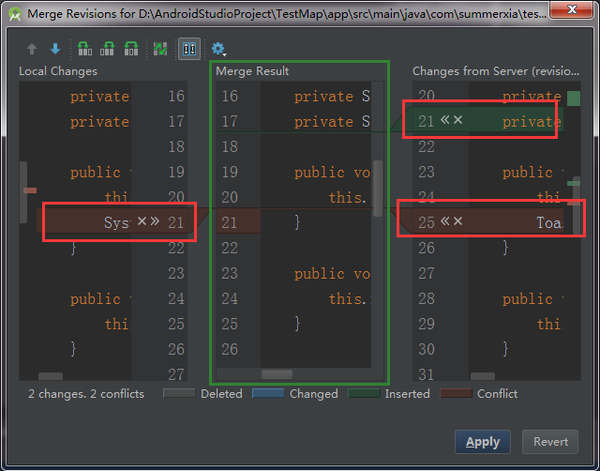 Merge Revisions for D:\AndroidStudioProject\TestMap\app\src\main\java\com\summerxia\tes...
Local Changes
Merge Result
Changes from Server (revisio...
private 16
private 17
18
public v 19
this 20
Sys ×» 21
} 22
23
public v 24
this 25
} 26
27
16 private S
17 private S
18
19 public vo
20 this.
21 }
22
23 public vo
24 this.
25 }
26
20 private
21 «× private
22
23 public v
24 this
25 «× Toa
26 }
27
28 public v
29 this
30 }
31
2 changes. 2 conflicts
Deleted
Changed
Inserted
Conflict
Apply
Revert